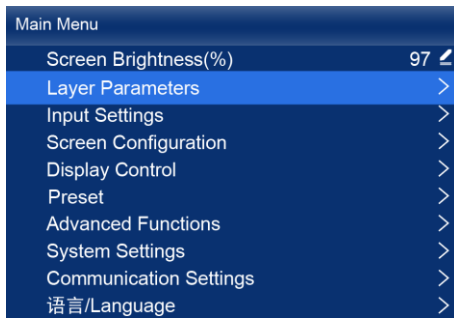 Main Menu
Screen Brightness(%) 97
Layer Parameters
Input Settings
Screen Configuration
Display Control
Preset
Advanced Functions
System Settings
Communication Settings
语言/Language